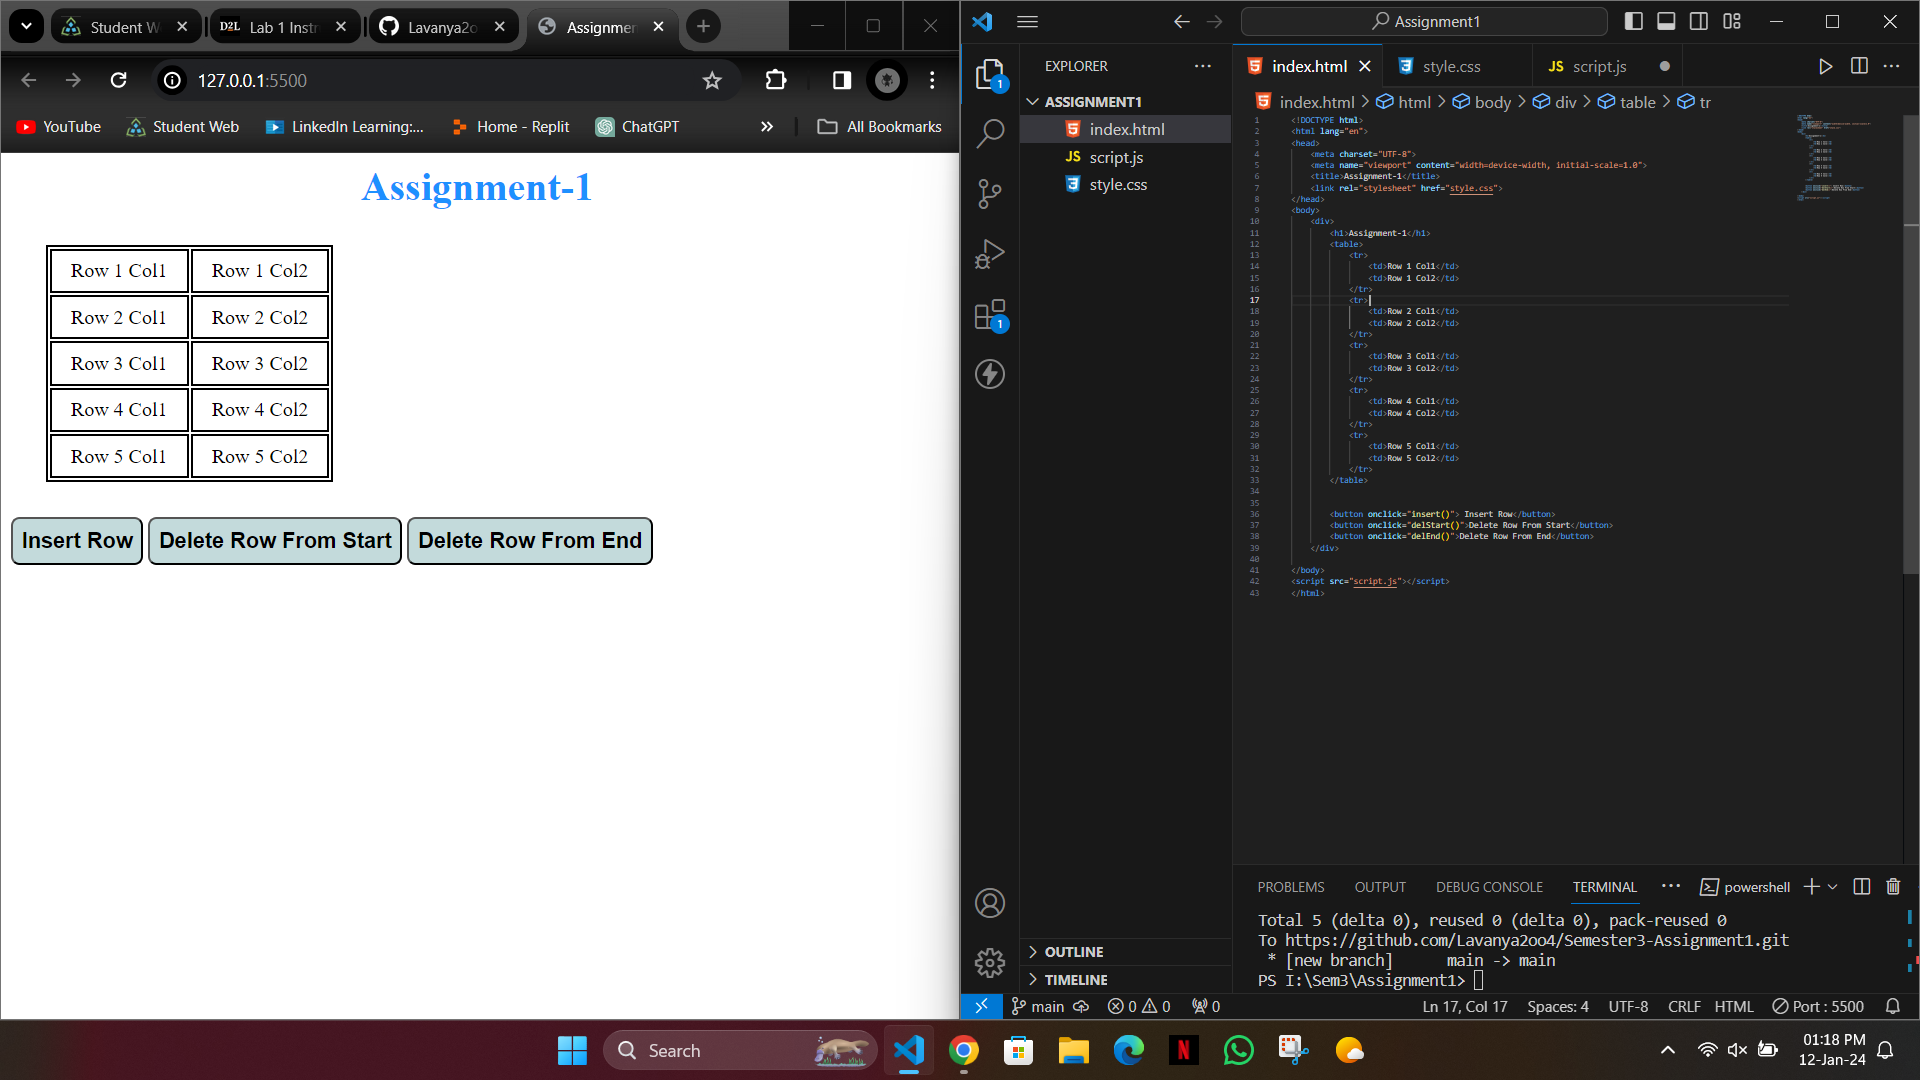 Student W
Lab 1 Instr
Lavanya2o
Assignmen
127.0.0.1:5500
YouTube
Student Web
LinkedIn Learning:...
Home - Replit
ChatGPT
All Bookmarks
Assignment-1
Row 1 Col1 Row 1 Col2
Row 2 Col1 Row 2 Col2
Row 3 Col1 Row 3 Col2
Row 4 Col1 Row 4 Col2
Row 5 Col1 Row 5 Col2
Insert Row
Delete Row From Start
Delete Row From End
Assignment1
EXPLORER
ASSIGNMENT1
index.html
JS script.js
style.css
OUTLINE
TIMELINE
index.html
style.css
JS script.js
index.html > html > body > div > table > tr
1 <!DOCTYPE html>
2 <html lang="en">
3 <head>
4 <meta charset="UTF-8">
5 <meta name="viewport" content="width=device-width, initial-scale=1.0">
6 <title>Assignment-1</title>
7 <link rel="stylesheet" href="style.css">
8 </head>
9 <body>
10 <div>
11 <h1>Assignment-1</h1>
12 <table>
13 <tr>
14 <td>Row 1 Col1</td>
15 <td>Row 1 Col2</td>
16 </tr>
17 <tr>
18 <td>Row 2 Col1</td>
19 <td>Row 2 Col2</td>
20 </tr>
21 <tr>
22 <td>Row 3 Col1</td>
23 <td>Row 3 Col2</td>
24 </tr>
25 <tr>
26 <td>Row 4 Col1</td>
27 <td>Row 4 Col2</td>
28 </tr>
29 <tr>
30 <td>Row 5 Col1</td>
31 <td>Row 5 Col2</td>
32 </tr>
33 </table>
34
35
36 <button onclick="insert()"> Insert Row</button>
37 <button onclick="delStart()">Delete Row From Start</button>
38 <button onclick="delEnd()">Delete Row From End</button>
39 </div>
40
41 </body>
42 <script src="script.js"></script>
43 </html>
PROBLEMS OUTPUT DEBUG CONSOLE TERMINAL powershell
Total 5 (delta 0), reused 0 (delta 0), pack-reused 0
To https://github.com/Lavanya2oo4/Semester3-Assignment1.git
* [new branch] main -> main
PS I:\Sem3\Assignment1>
main 0 0 0 Ln 17, Col 17 Spaces: 4 UTF-8 CRLF HTML Port : 5500
Search
01:18 PM
12-Jan-24